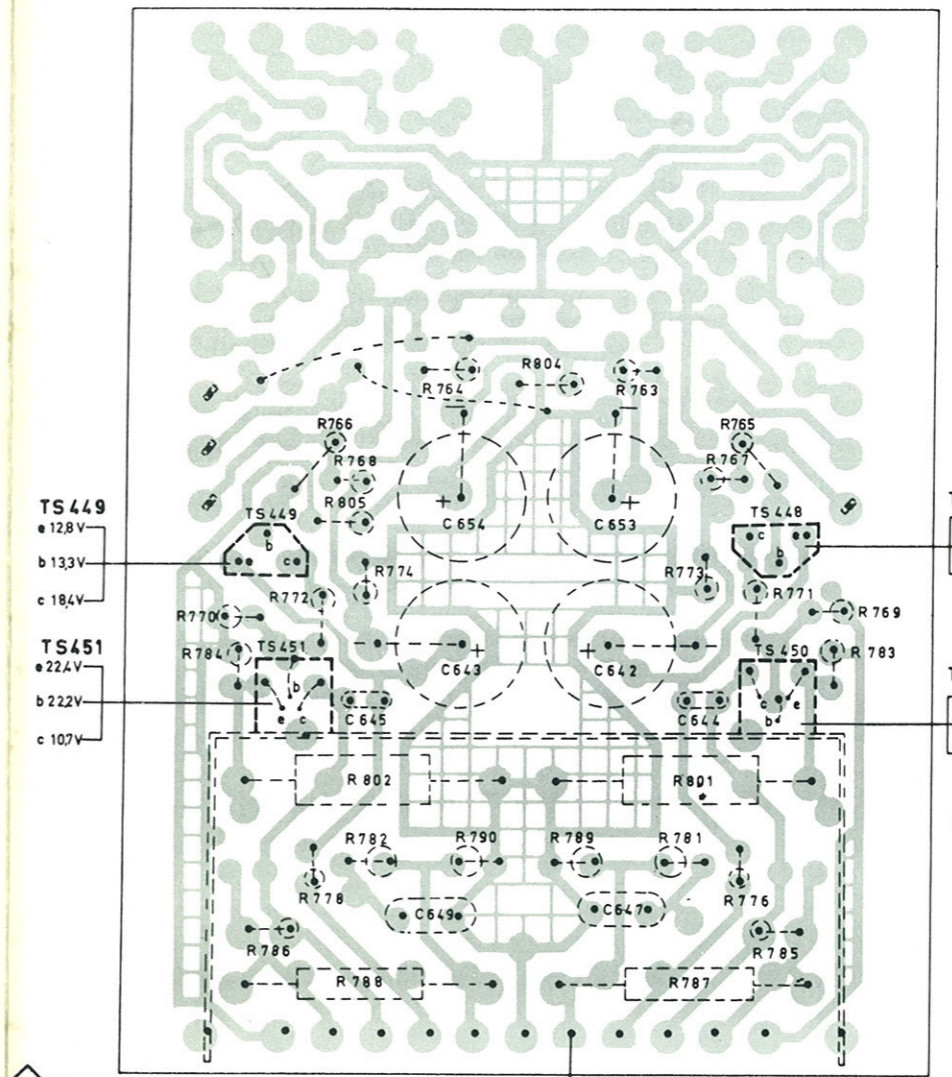 R804
R764
R763
R766
R765
R768
R767
R805
TS449
TS448
b
e
c
c
e
b
+
C654
C653
+
TS449
e 12,8V
b 13,3V
c 18,4V
R774
R773
R772
R771
R770
R769
TS451
e 22,4V
b 22,2V
c 10,7V
R784
TS451
b
e
c
C643
+
+
C642
TS450
c
e
b
R783
C645
C644
R802
R801
R782
R790
R789
R781
R778
R776
C649
C647
R786
R785
R788
R787